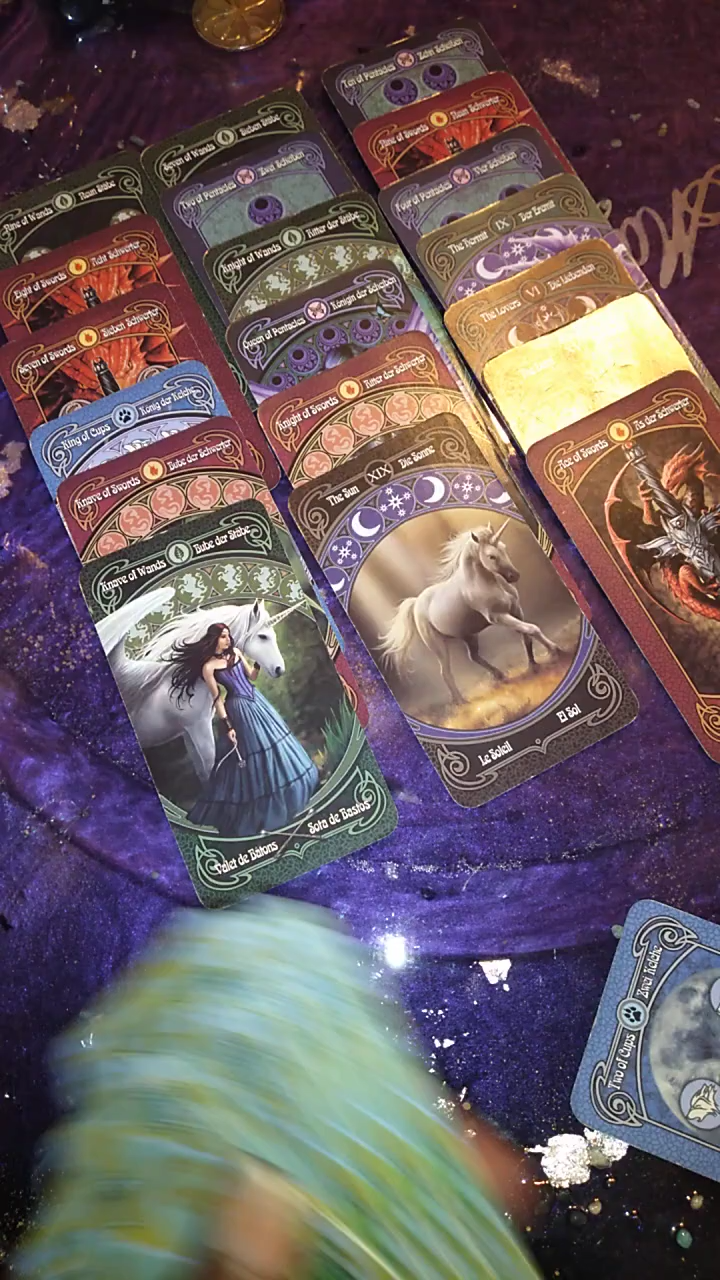 Ten of Pentacles Zehn Scheiben
Nine of Swords Neun Schwerter
Four of Pentacles Vier Scheiben
The Hermit IX Der Eremit
The Lovers VI Die Liebenden
Ace of Swords As der Schwerter
Seven of Wands Sieben Stäbe
Two of Pentacles Zwei Scheiben
Knight of Wands Ritter der Stäbe
Queen of Pentacles Königin der Scheiben
Knight of Swords Ritter der Schwerter
The Sun XIX Die Sonne
Le Soleil El Sol
Nine of Wands Neun Stäbe
Eight of Swords Acht Schwerter
Seven of Swords Sieben Schwerter
King of Cups König der Kelche
Knave of Swords Bube der Schwerter
Knave of Wands Bube der Stäbe
Valet de Bâtons Sota de Bastos
Two of Cups Zwei Kelche